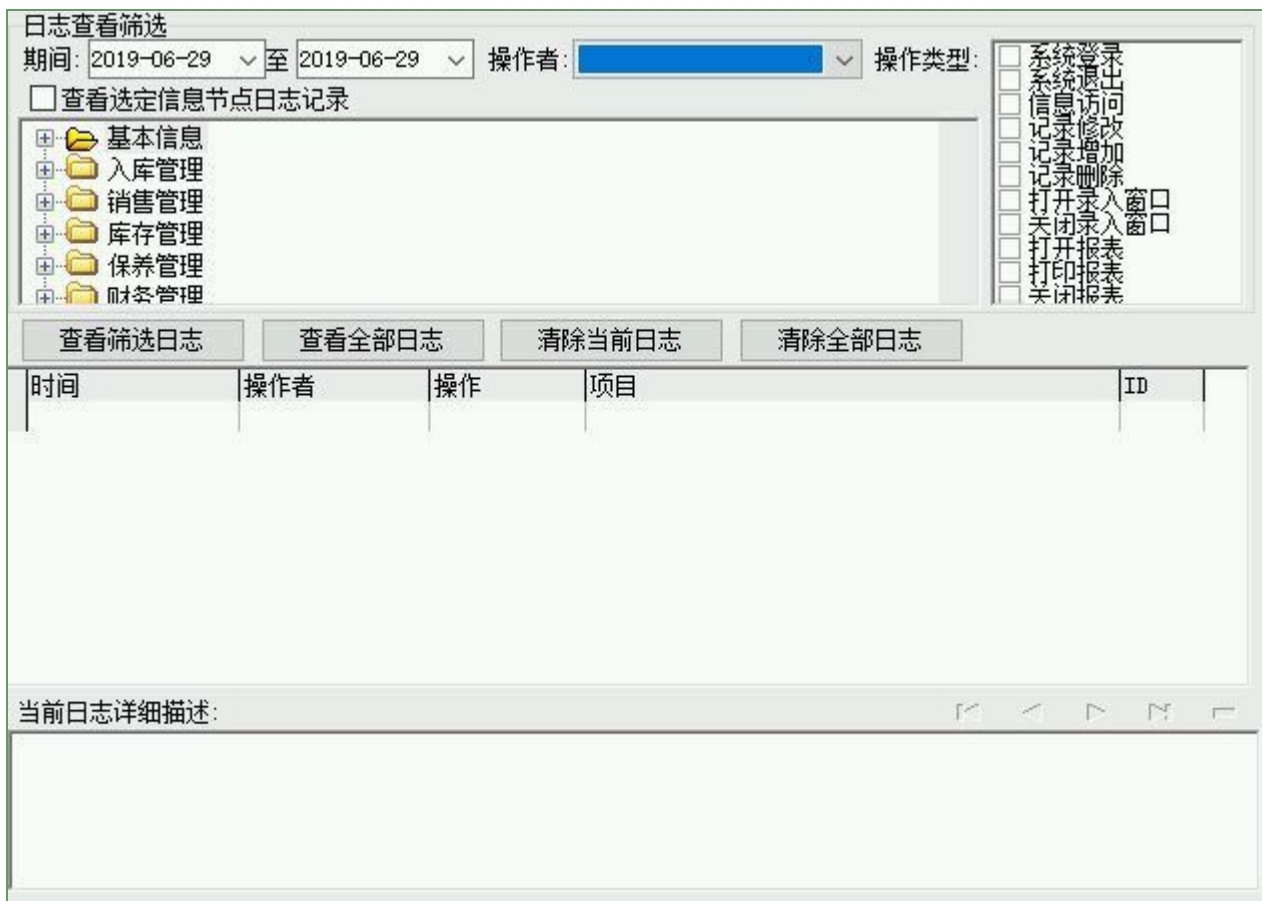 日志查看筛选
期间: 2019-06-29 至 2019-06-29 操作者: 操作类型:
系统登录
系统退出
信息访问
记录修改
记录增加
记录删除
打开录入窗口
关闭录入窗口
打开报表
打印报表
关闭报表
查看选定信息节点日志记录
基本信息
入库管理
销售管理
库存管理
保养管理
财务管理
查看筛选日志 查看全部日志 清除当前日志 清除全部日志
时间 操作者 操作 项目 ID
当前日志详细描述: